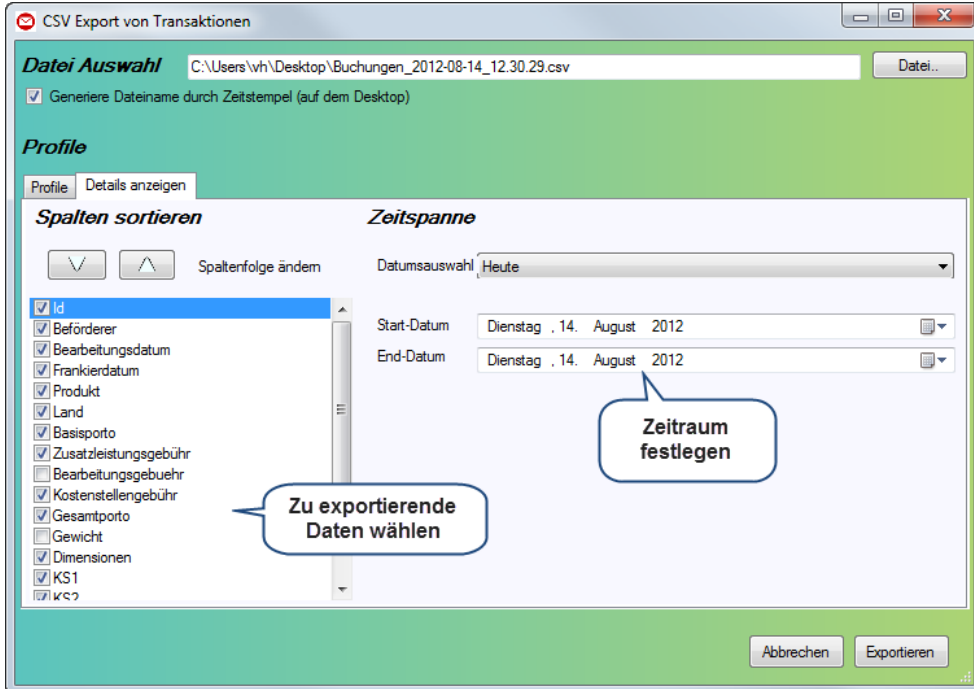 CSV Export von Transaktionen
Datei Auswahl
C:\Users\vh\Desktop\Buchungen_2012-08-14_12.30.29.csv
Datei..
Generiere Dateiname durch Zeitstempel (auf dem Desktop)
Profile
Profile
Details anzeigen
Spalten sortieren
Spaltenfolge ändern
Id
Beförderer
Bearbeitungsdatum
Frankierdatum
Produkt
Land
Basisporto
Zusatzleistungsgebühr
Bearbeitungsgebuehr
Kostenstellengebühr
Gesamtporto
Gewicht
Dimensionen
KS1
KS2
Zu exportierende
Daten wählen
Zeitspanne
Datumsauswahl Heute
Start-Datum Dienstag , 14. August 2012
End-Datum Dienstag , 14. August 2012
Zeitraum
festlegen
Abbrechen
Exportieren